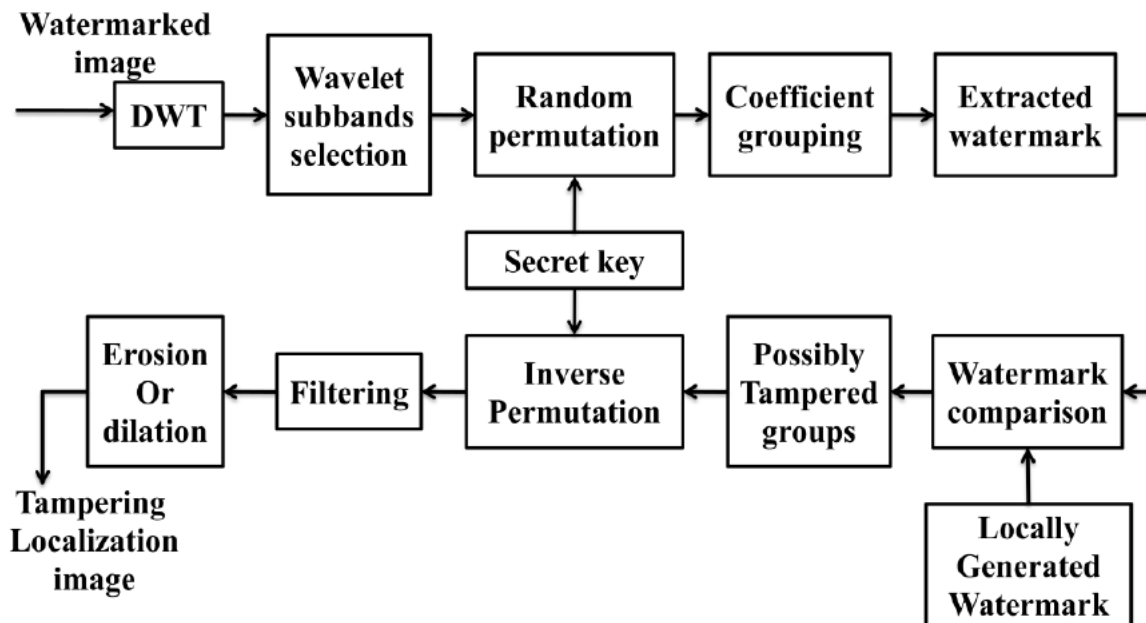 Watermarked
image
DWT
Wavelet
subbands
selection
Random
permutation
Coefficient
grouping
Extracted
watermark
Secret key
Erosion
Or
dilation
Filtering
Inverse
Permutation
Possibly
Tampered
groups
Watermark
comparison
Tampering
Localization
image
Locally
Generated
Watermark